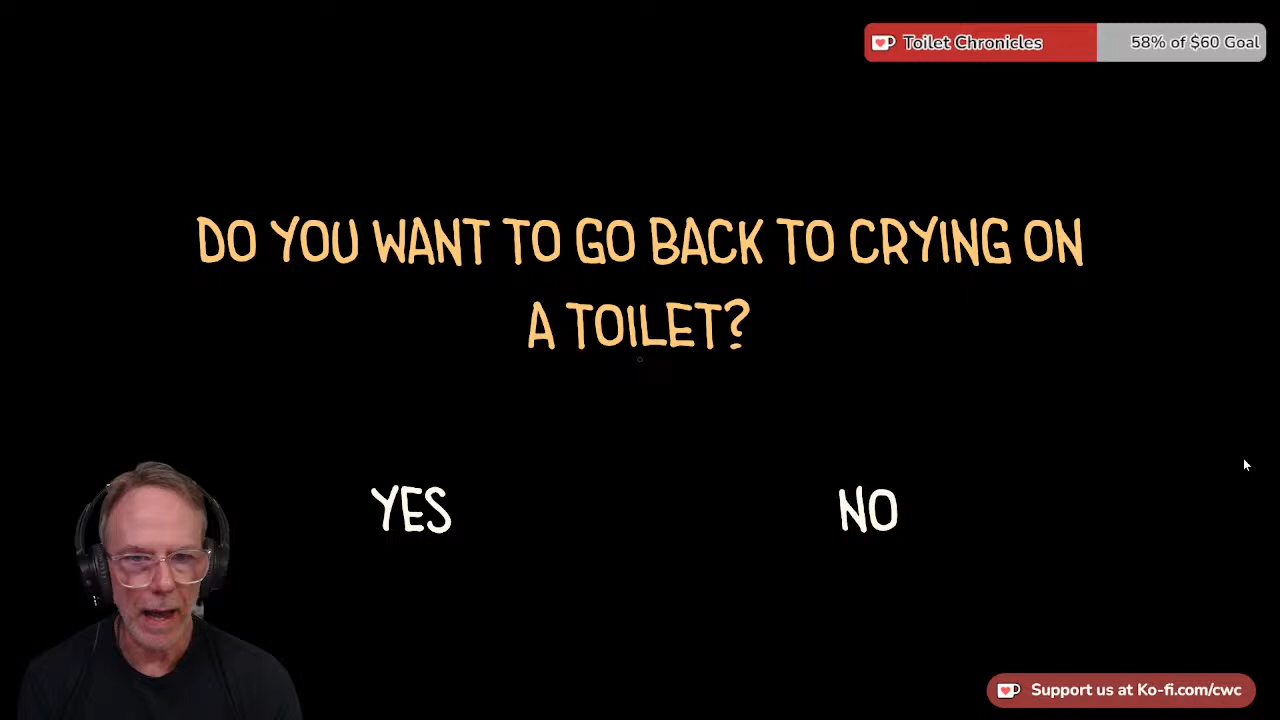 Toilet Chronicles 58% of $60 Goal
DO YOU WANT TO GO BACK TO CRYING ON
A TOILET?
YES NO
Support us at Ko-fi.com/cwc